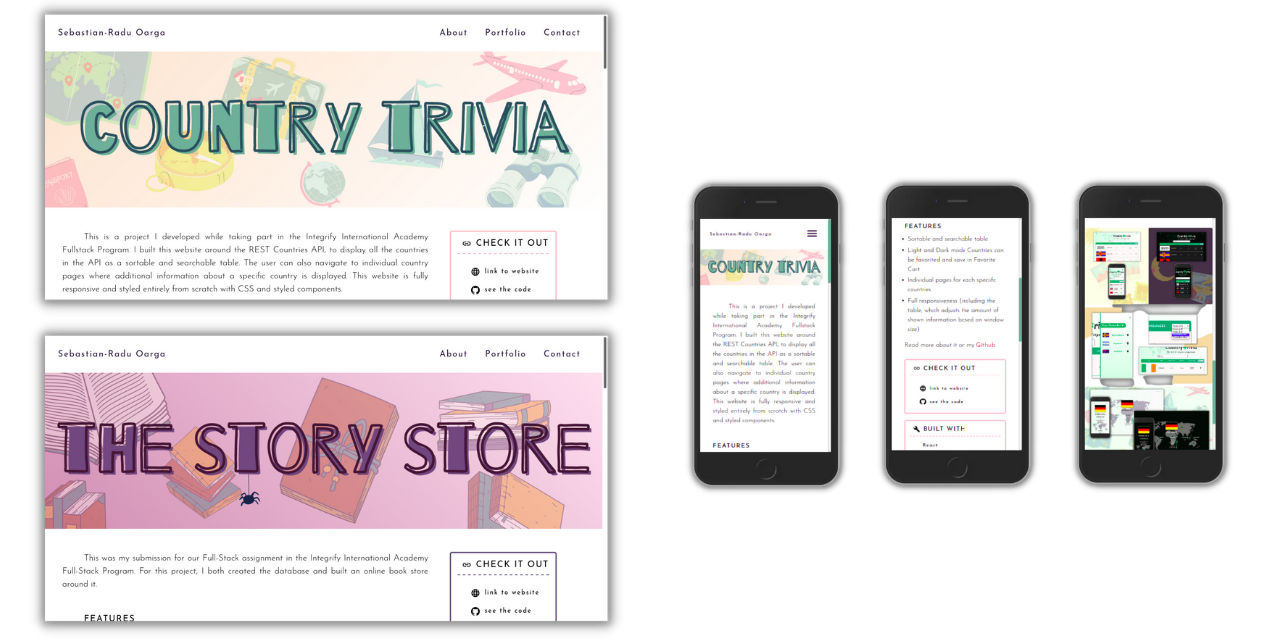 Sebastian-Radu Oarga
About Portfolio Contact
COUNTRY TRIVIA
This is a project I developed while taking part in the Integrify International Academy
Fullstack Program. I built this website around the REST Countries API, to display all the countries
in the API as a sortable and searchable table. The user can also navigate to individual country
pages where additional information about a specific country is displayed. This website is fully
responsive and styled entirely from scratch with CSS and styled components.
CHECK IT OUT
link to website
see the code
Sebastian-Radu Oarga
About Portfolio Contact
THE STORY STORE
This was my submission for our Full-Stack assignment in the Integrify International Academy
Full-Stack Program. For this project, I both created the database and built an online book store
around it.
FEATURES
CHECK IT OUT
link to website
see the code
Sebastian-Radu Oarga
COUNTRY TRIVIA
This is a project I developed
while taking part in the Integrify
International Academy Fullstack
Program. I built this website around
the REST Countries API, to display all
the countries in the API as a sortable
and searchable table. The user can
also navigate to individual country
pages where additional information
about a specific country is displayed.
This website is fully responsive and
styled entirely from scratch with CSS
and styled components.
FEATURES
FEATURES
Sortable and searchable table
Light and Dark mode Countries can
be favorited and save in Favorite
Cart
Individual pages for each specific
countries
Full responsiveness (including the
table, which adjusts the amount of
shown information based on window
size)
Read more about it or my Github.
CHECK IT OUT
link to website
see the code
BUILT WITH
React